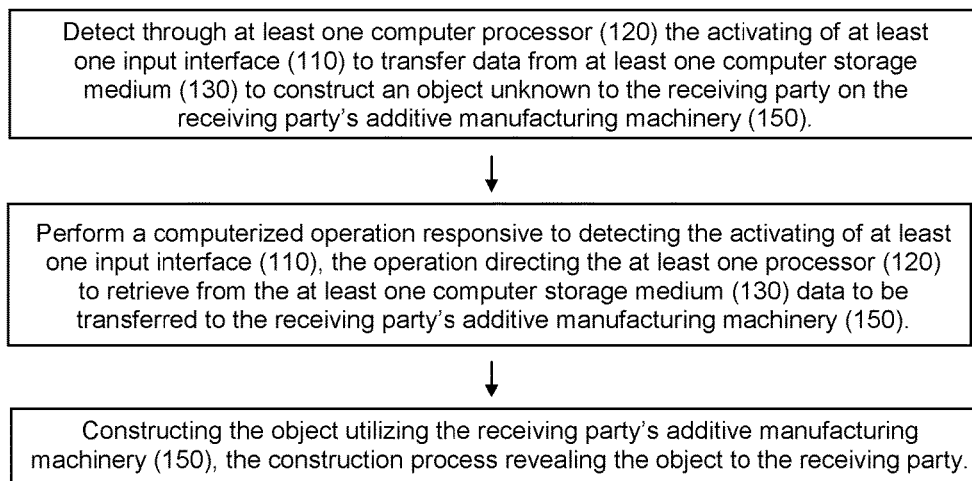 Detect through at least one computer processor (120) the activating of at least
one input interface (110) to transfer data from at least one computer storage
medium (130) to construct an object unknown to the receiving party on the
receiving party's additive manufacturing machinery (150).
Perform a computerized operation responsive to detecting the activating of at least
one input interface (110), the operation directing the at least one processor (120)
to retrieve from the at least one computer storage medium (130) data to be
transferred to the receiving party's additive manufacturing machinery (150).
Constructing the object utilizing the receiving party's additive manufacturing
machinery (150), the construction process revealing the object to the receiving party.